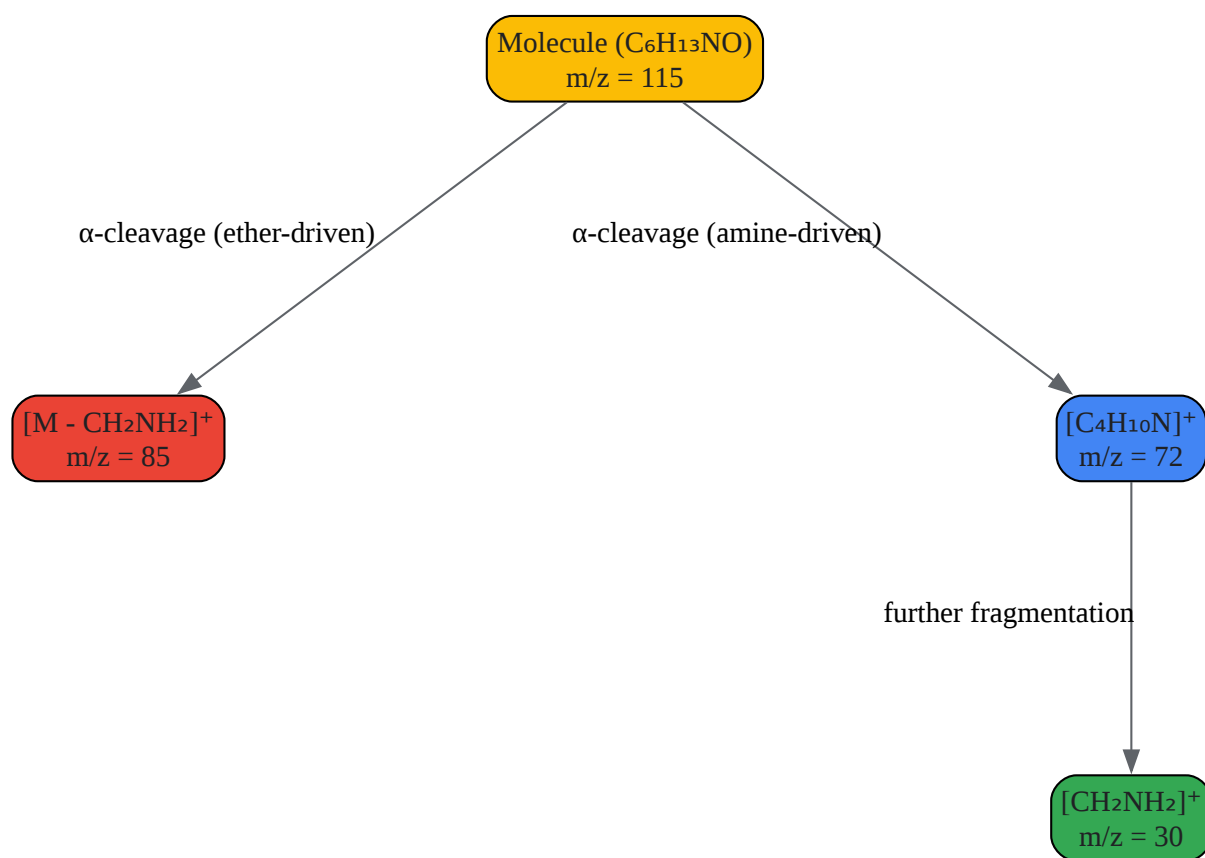 Molecule (C₆H₁₃NO)
m/z = 115
α-cleavage (ether-driven)
α-cleavage (amine-driven)
[M - CH₂NH₂]⁺
m/z = 85
[C₄H₁₀N]⁺
m/z = 72
further fragmentation
[CH₂NH₂]⁺
m/z = 30